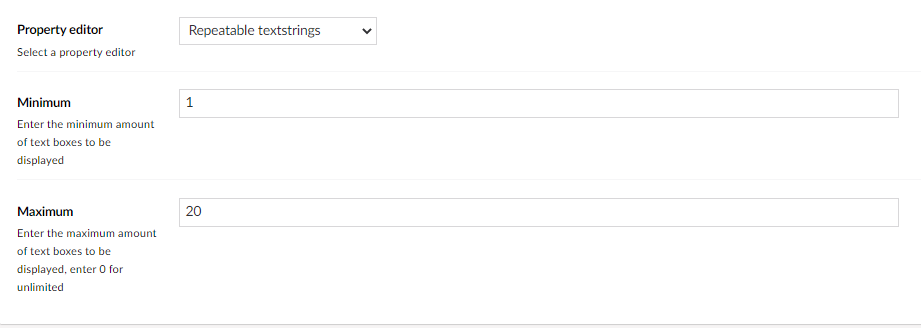 Property editor
Repeatable textstrings
Select a property editor
Minimum
1
Enter the minimum amount
of text boxes to be
displayed
Maximum
20
Enter the maximum amount
of text boxes to be
displayed, enter 0 for
unlimited